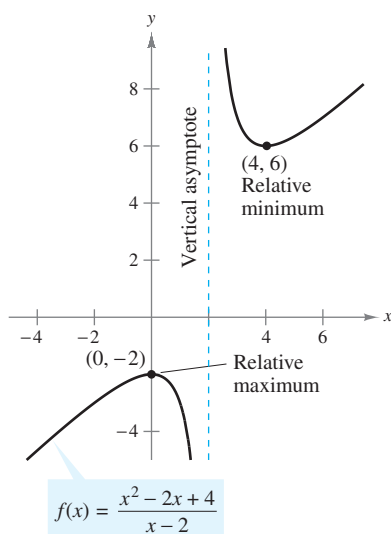 y
8
6
4
2
Vertical asymptote
(4, 6)
Relative
minimum
x
−4
−2
4
6
(0, −2)
Relative
maximum
−4
f(x) = \frac{x^2 − 2x + 4}{x − 2}